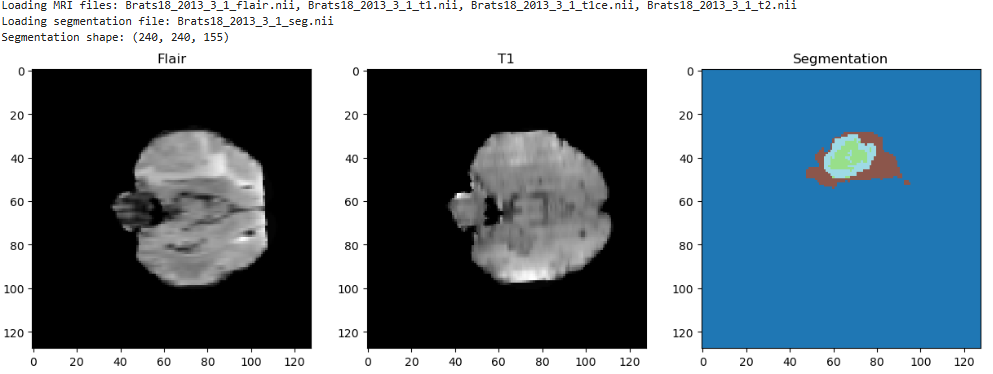 Loading MRI files: Brats18_2013_3_1_flair.nii, Brats18_2013_3_1_t1.nii, Brats18_2013_3_1_t1ce.nii, Brats18_2013_3_1_t2.nii
Loading segmentation file: Brats18_2013_3_1_seg.nii
Segmentation shape: (240, 240, 155)
Flair T1 Segmentation
0 0 0
20 20 20
40 40 40
60 60 60
80 80 80
100 100 100
120 120 120
0 20 40 60 80 100 120 0 20 40 60 80 100 120 0 20 40 60 80 100 120